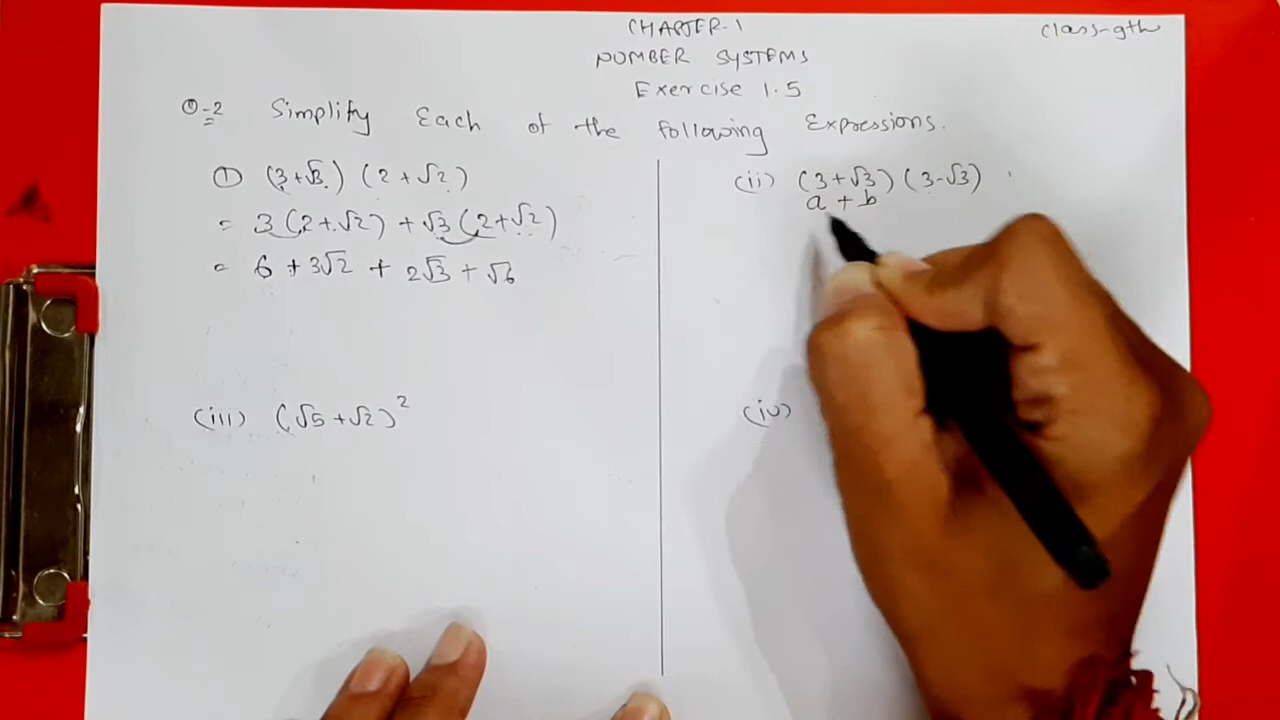 CHAPTER-1
Class-9th
NUMBER SYSTEMS
Exercise 1.5
Q-2 Simplify Each of the following Expressions.
① (3+√3) (2+√2)
= 3(2+√2) + √3(2+√2)
= 6 + 3√2 + 2√3 + √6
(ii) (3+√3) (3-√3)
a + b
(iii) (√5+√2)²
(iv)